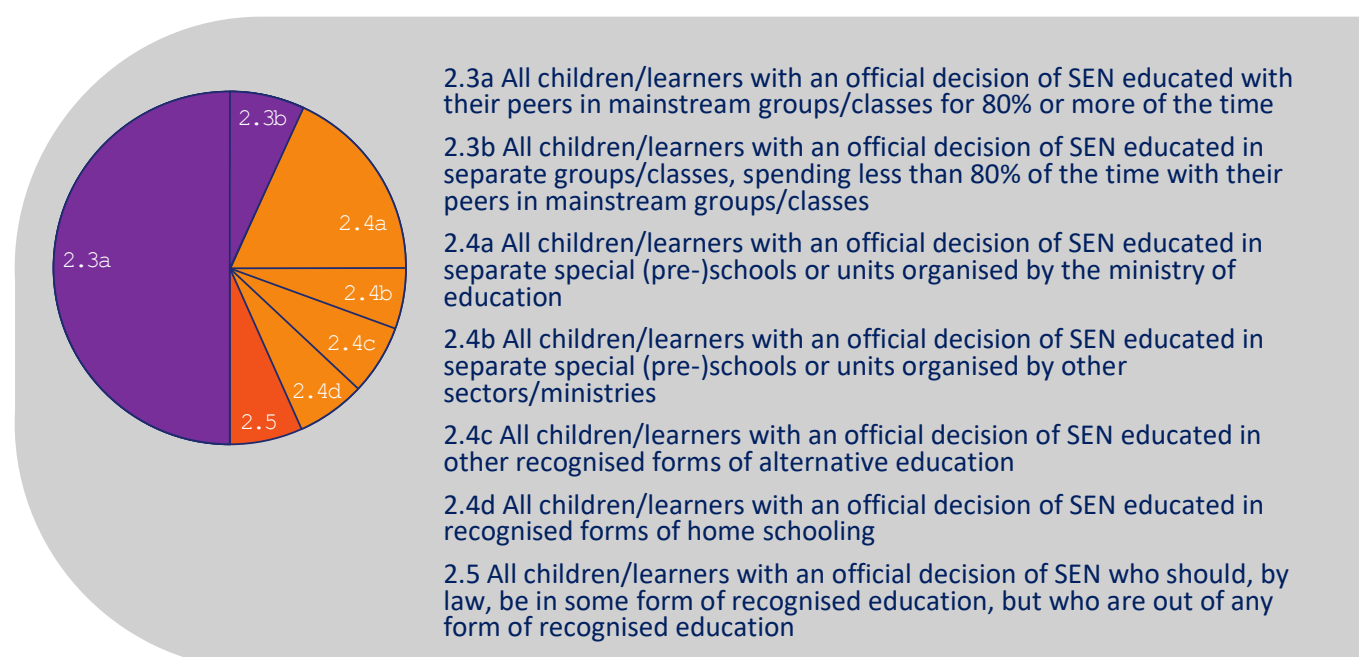 2.3a
2.3b
2.4a
2.4b
2.4c
2.4d
2.5
2.3a All children/learners with an official decision of SEN educated with
their peers in mainstream groups/classes for 80% or more of the time
2.3b All children/learners with an official decision of SEN educated in
separate groups/classes, spending less than 80% of the time with their
peers in mainstream groups/classes
2.4a All children/learners with an official decision of SEN educated in
separate special (pre-)schools or units organised by the ministry of
education
2.4b All children/learners with an official decision of SEN educated in
separate special (pre-)schools or units organised by other
sectors/ministries
2.4c All children/learners with an official decision of SEN educated in
other recognised forms of alternative education
2.4d All children/learners with an official decision of SEN educated in
recognised forms of home schooling
2.5 All children/learners with an official decision of SEN who should, by
law, be in some form of recognised education, but who are out of any
form of recognised education